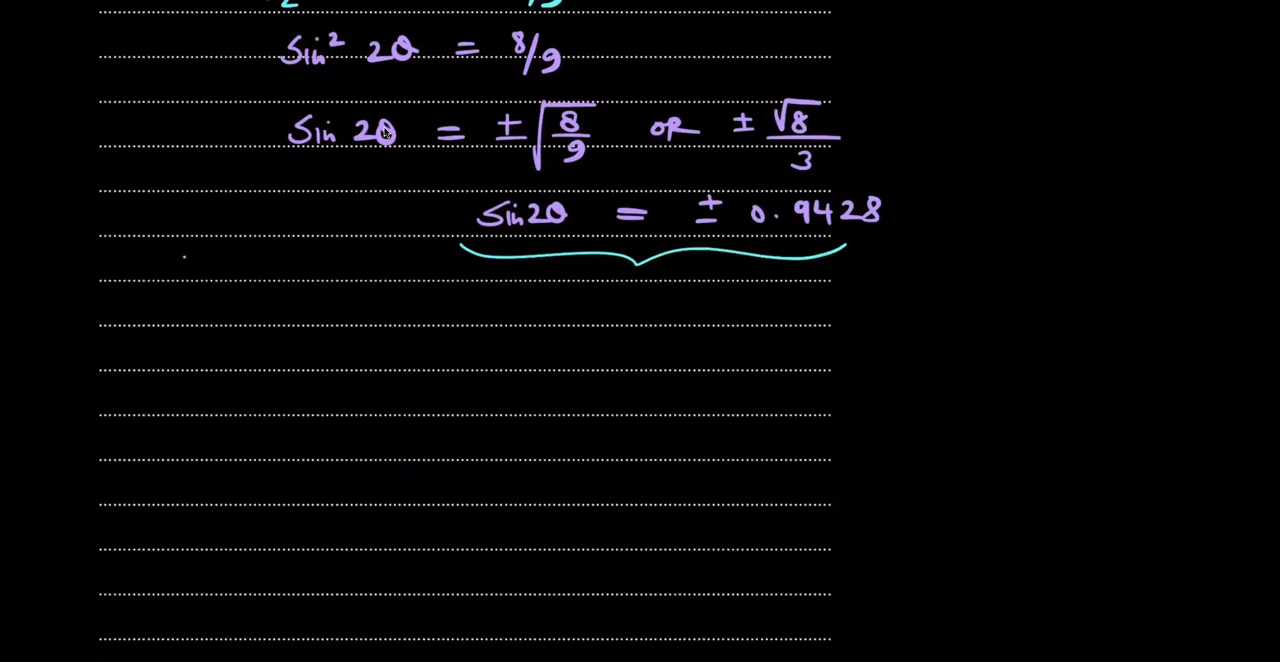 Sin² 2θ = 8/9
Sin 2θ = ± √(8/9) OR ± √8/3
Sin2θ = ± 0.9428